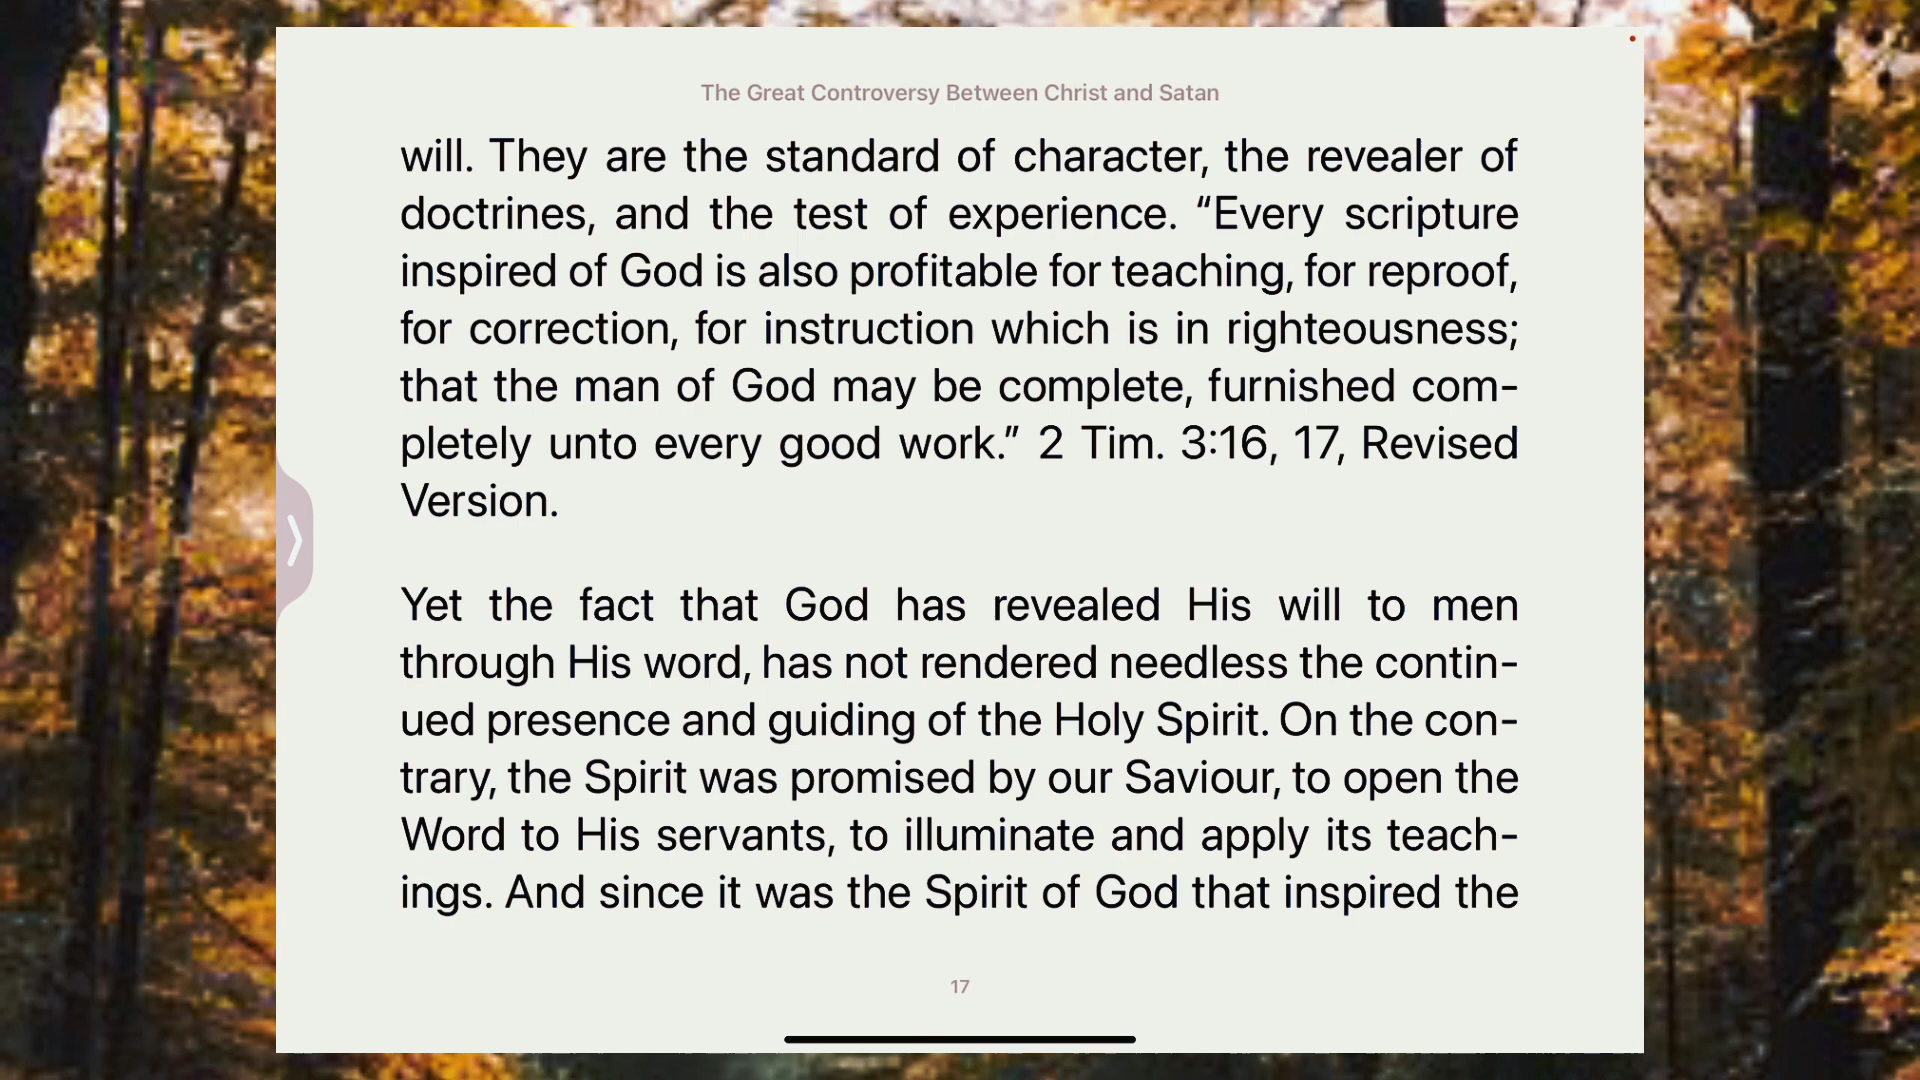 The Great Controversy Between Christ and Satan
will. They are the standard of character, the revealer of
doctrines, and the test of experience. “Every scripture
inspired of God is also profitable for teaching, for reproof,
for correction, for instruction which is in righteousness;
that the man of God may be complete, furnished com-
pletely unto every good work.” 2 Tim. 3:16, 17, Revised
Version.
Yet the fact that God has revealed His will to men
through His word, has not rendered needless the contin-
ued presence and guiding of the Holy Spirit. On the con-
trary, the Spirit was promised by our Saviour, to open the
Word to His servants, to illuminate and apply its teach-
ings. And since it was the Spirit of God that inspired the
17